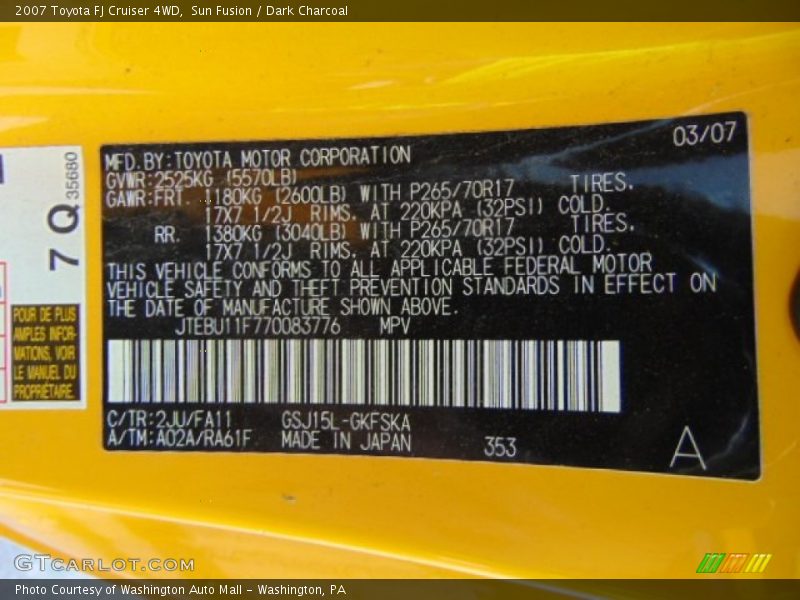 2007 Toyota FJ Cruiser 4WD, Sun Fusion / Dark Charcoal
03/07
MFD.BY:TOYOTA MOTOR CORPORATION
GVWR:2525KG (5570LB)
GAWR:FRT. 1180KG (2600LB) WITH P265/70R17 TIRES,
17X7 1/2J RIMS, AT 220KPA (32PSI) COLD.
RR. 1380KG (3040LB) WITH P265/70R17 TIRES,
17X7 1/2J RIMS, AT 220KPA (32PSI) COLD.
THIS VEHICLE CONFORMS TO ALL APPLICABLE FEDERAL MOTOR
VEHICLE SAFETY AND THEFT PREVENTION STANDARDS IN EFFECT ON
THE DATE OF MANUFACTURE SHOWN ABOVE.
JTEBU11F770083776 MPV
C/TR:2JU/FA11 GSJ15L-GKFSKA
A/TM:A02A/RA61F MADE IN JAPAN 353
A
7 Q 35680
POUR DE PLUS
AMPLES INFOR-
MATIONS, VOIR
LE MANUEL DU
PROPRIÉTAIRE.
GTCARLOT.COM
Photo Courtesy of Washington Auto Mall - Washington, PA